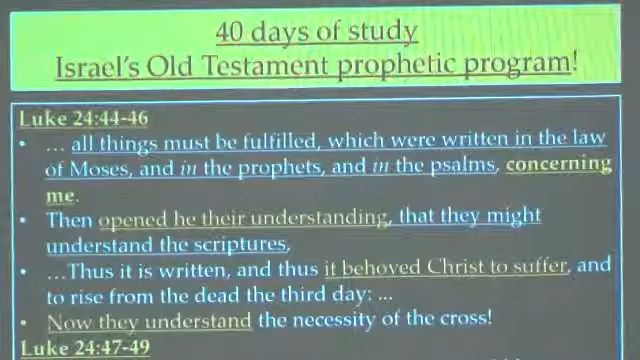 40 days of study
Israel's Old Testament prophetic program!
Luke 24:44-46
• … all things must be fulfilled, which were written in the law
of Moses, and in the prophets, and in the psalms, concerning
me.
• Then opened he their understanding, that they might
understand the scriptures,
• …Thus it is written, and thus it behoved Christ to suffer, and
to rise from the dead the third day: …
• Now they understand the necessity of the cross!
Luke 24:47-49